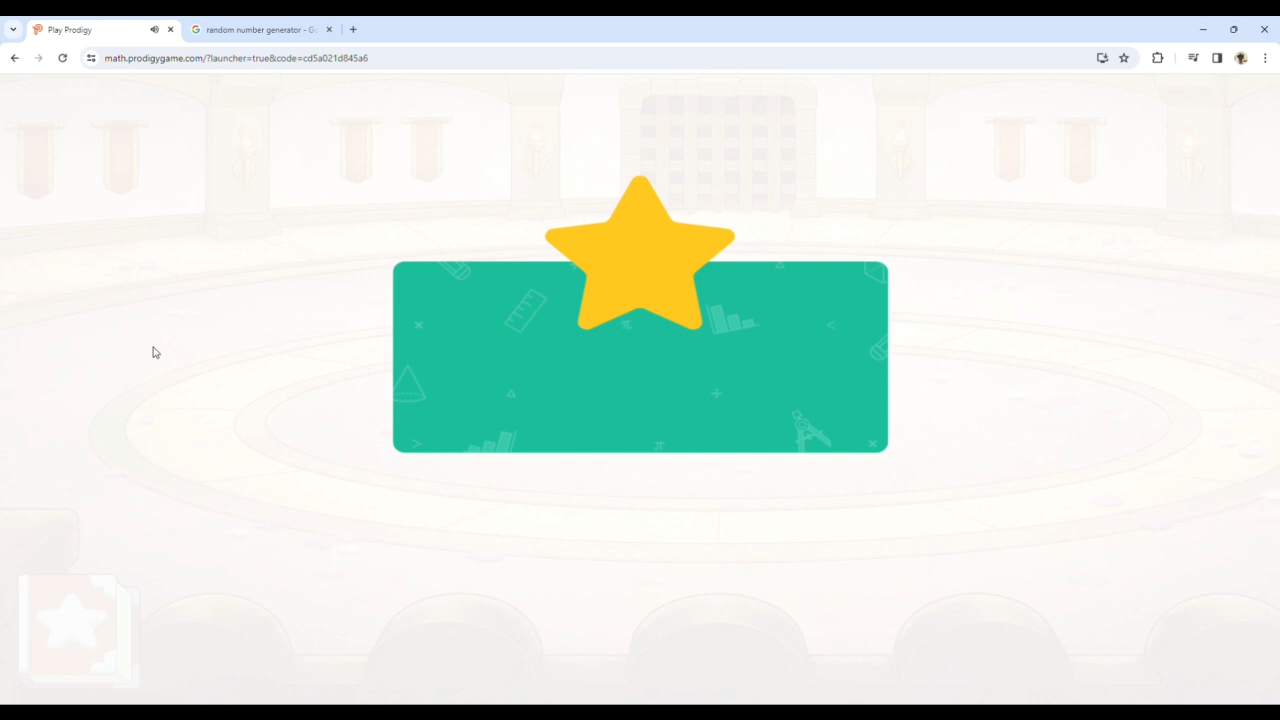 Play Prodigy
random number generator - Go
math.prodigygame.com/?launcher=true&code=cd5a021d845a6